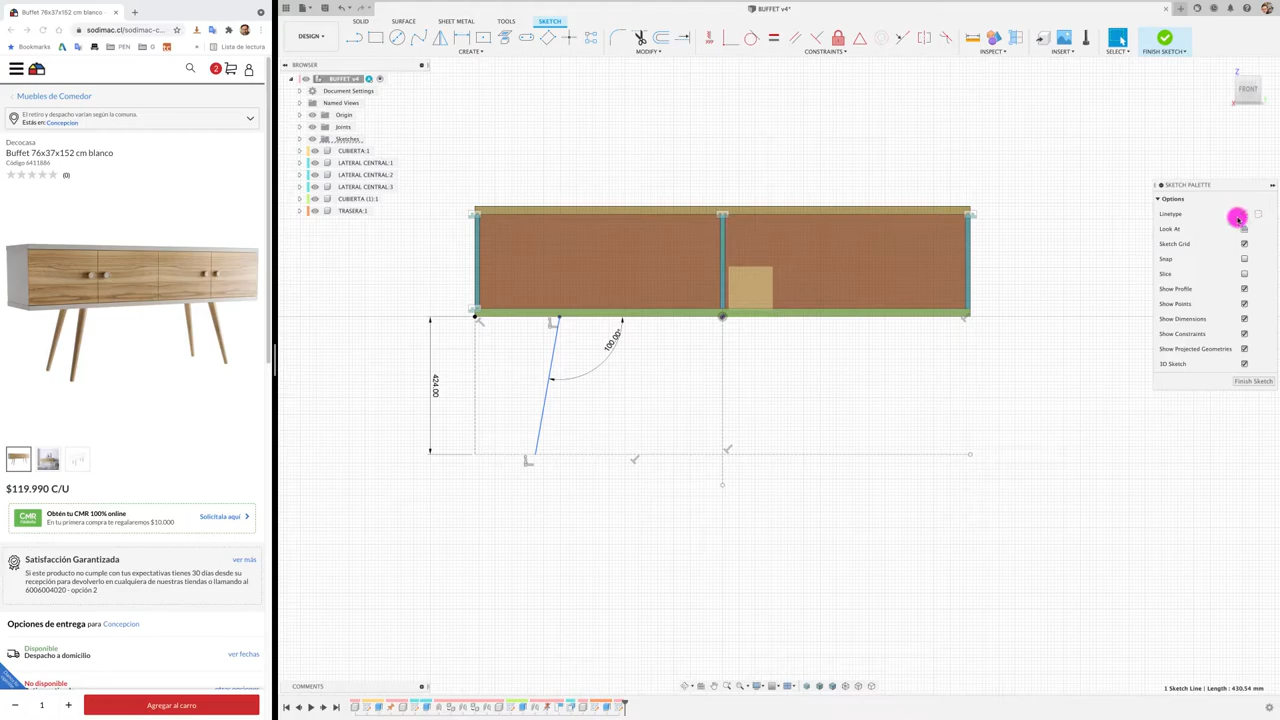 Buffet 76x37x152 cm blanco
sodimac.cl/sodimac-c...
Bookmarks
PEN
G
Lista de lectura
2
Muebles de Comedor
El retiro y despacho varían según la comuna.
Estás en: Concepcion
Decocasa
Buffet 76x37x152 cm blanco
Código 6411886
(0)
$119.990 C/U
CMR
Obtén tu CMR 100% online
En tu primera compra te regalaremos $10.000
Solicítala aquí
Satisfacción Garantizada
ver más
Si este producto no cumple con tus expectativas tienes 30 días desde su
recepción para devolverlo en cualquiera de nuestras tiendas o llamando al
6006004020 - opción 2
Opciones de entrega para Concepcion
Disponible
Despacho a domicilio
ver fechas
No disponible
1
Agregar al carro
BUFFET v4*
DESIGN
SOLID
SURFACE
SHEET METAL
TOOLS
SKETCH
CREATE
MODIFY
CONSTRAINTS
INSPECT
INSERT
SELECT
FINISH SKETCH
BROWSER
BUFFET v4
Document Settings
Named Views
Origin
Joints
Sketches
CUBIERTA:1
LATERAL CENTRAL:1
LATERAL CENTRAL:2
LATERAL CENTRAL:3
CUBIERTA (1):1
TRASERA:1
Z
FRONT
X
424.00
100.00°
SKETCH PALETTE
Options
Linetype
Look At
Sketch Grid
Snap
Slice
Show Profile
Show Points
Show Dimensions
Show Constraints
Show Projected Geometries
3D Sketch
Finish Sketch
COMMENTS
1 Sketch Line | Length : 430.54 mm